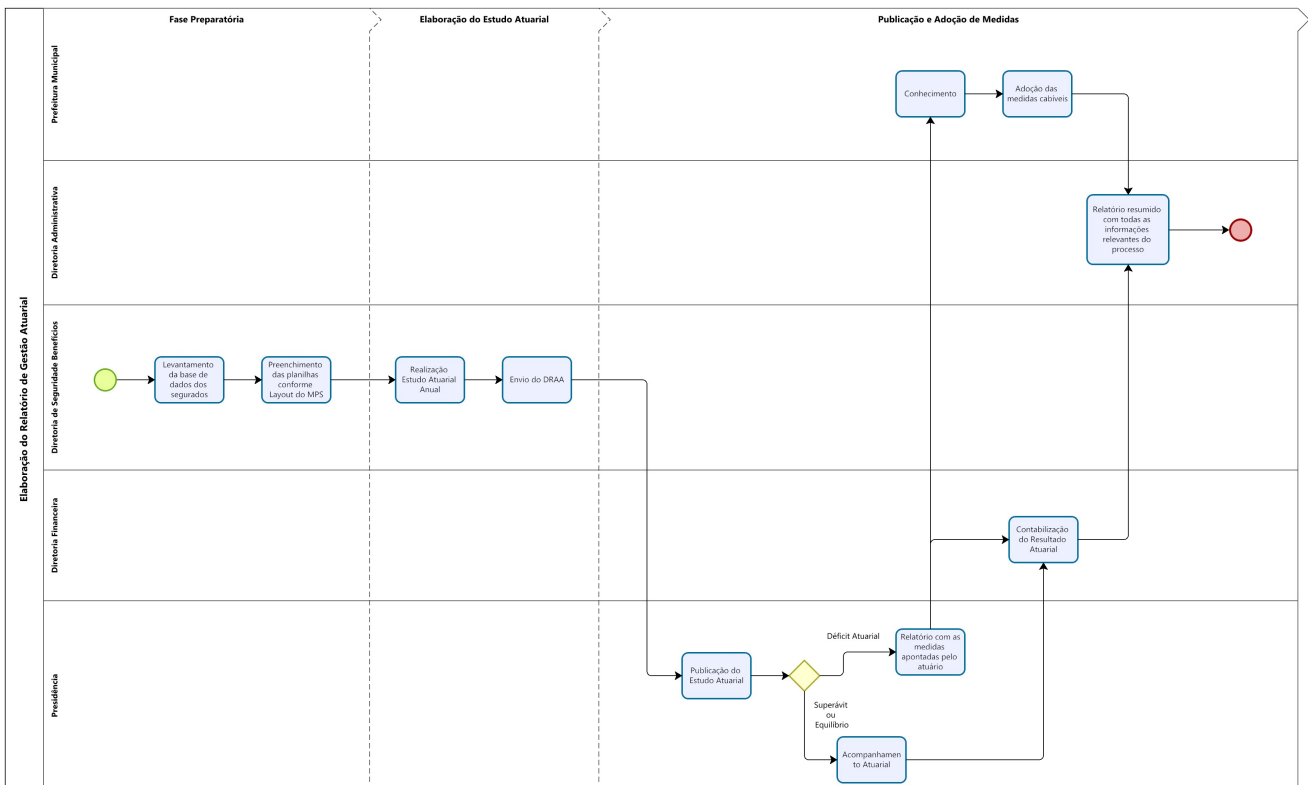 Elaboração do Relatório de Gestão Atuarial
Fase Preparatória
Elaboração do Estudo Atuarial
Publicação e Adoção de Medidas
Prefeitura Municipal
Conhecimento
Adoção das
medidas cabíveis
Diretoria Administrativa
Relatório resumido
com todas as
informações
relevantes do
processo
Diretoria de Seguridade Benefícios
Levantamento
da base de
dados dos
segurados
Preenchimento
das planilhas
conforme
Layout do MPS
Realização
Estudo Atuarial
Anual
Envio do DRAA
Diretoria Financeira
Contabilização
do Resultado
Atuarial
Presidência
Publicação do
Estudo Atuarial
Déficit Atuarial
Relatório com as
medidas
apontadas pelo
atuário
Superávit
ou
Equilíbrio
Acompanhamen
to Atuarial